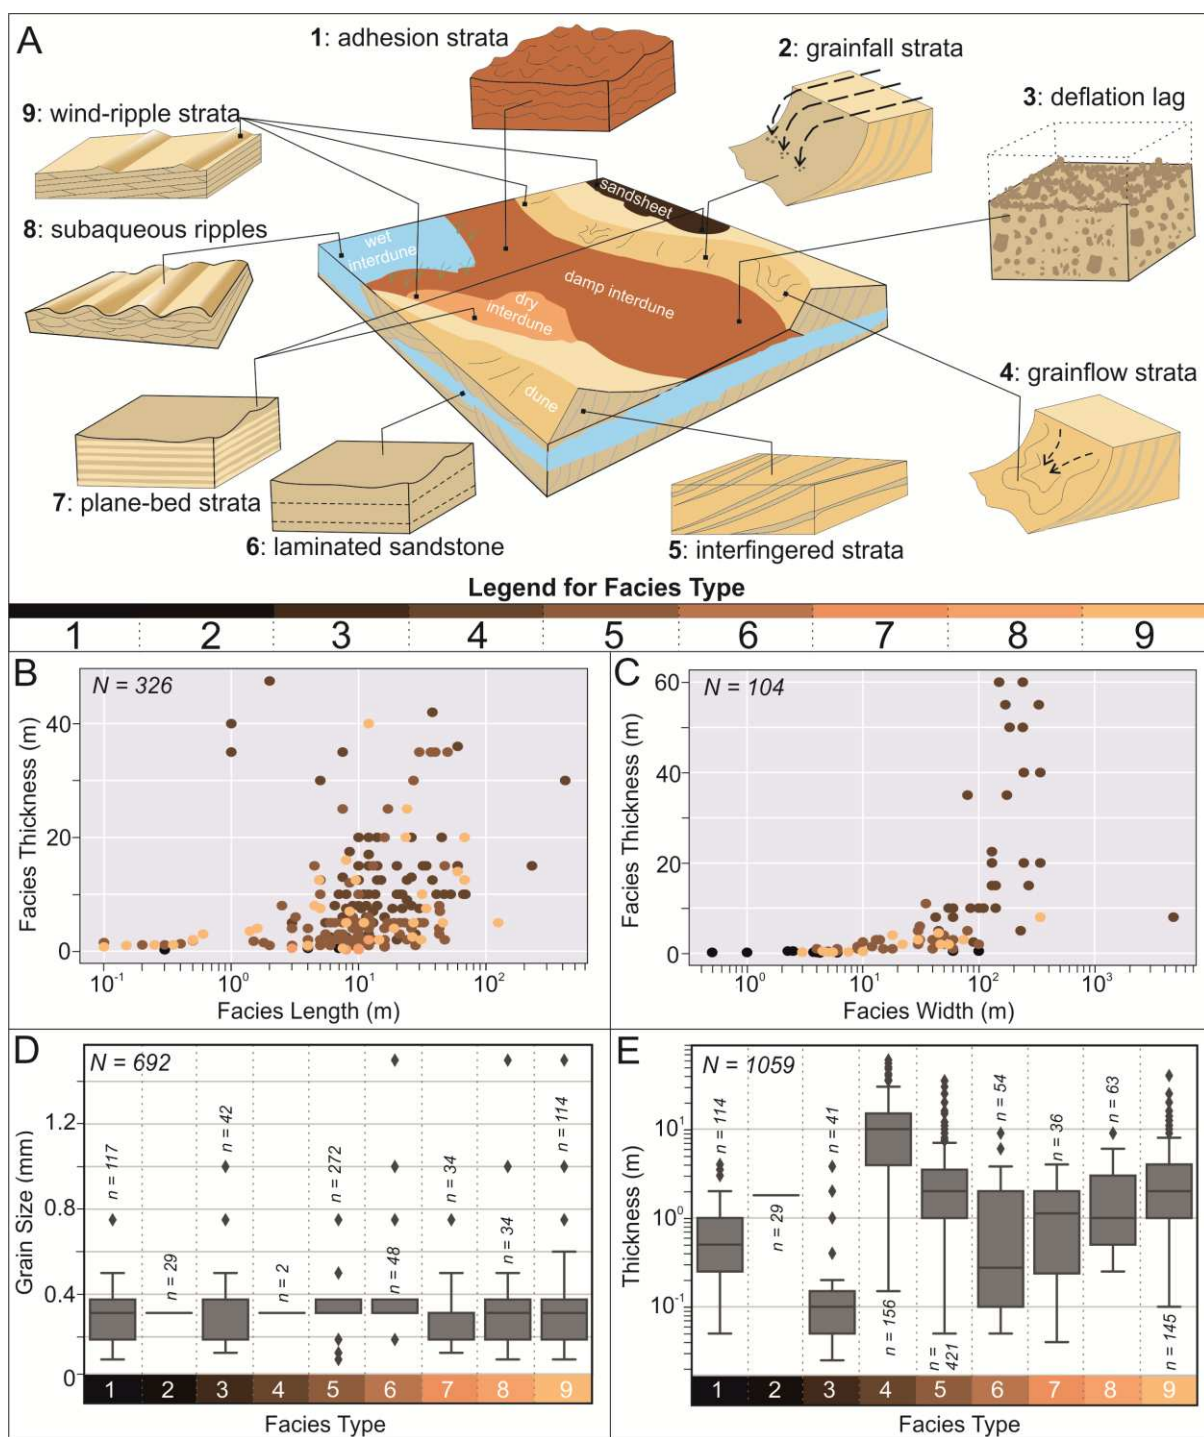 A
1: adhesion strata
2: grainfall strata
3: deflation lag
9: wind-ripple strata
sandsheet
8: subaqueous ripples
wet
interdune
damp interdune
dry
interdune
4: grainflow strata
dune
7: plane-bed strata
6: laminated sandstone
5: interfingered strata
Legend for Facies Type
1 2 3 4 5 6 7 8 9
B
N = 326
Facies Thickness (m)
40
20
0
10⁻¹ 10⁰ 10¹ 10²
Facies Length (m)
C
N = 104
Facies Thickness (m)
60
40
20
0
10⁰ 10¹ 10² 10³
Facies Width (m)
D
N = 692
Grain Size (mm)
1.2
0.8
0.4
0
n = 117
n = 29
n = 42
n = 2
n = 272
n = 48
n = 34
n = 34
n = 114
1 2 3 4 5 6 7 8 9
Facies Type
E
N = 1059
Thickness (m)
10¹
10⁰
10⁻¹
n = 114
n = 29
n = 41
n = 156
n =
421
n = 54
n = 36
n = 63
n = 145
1 2 3 4 5 6 7 8 9
Facies Type